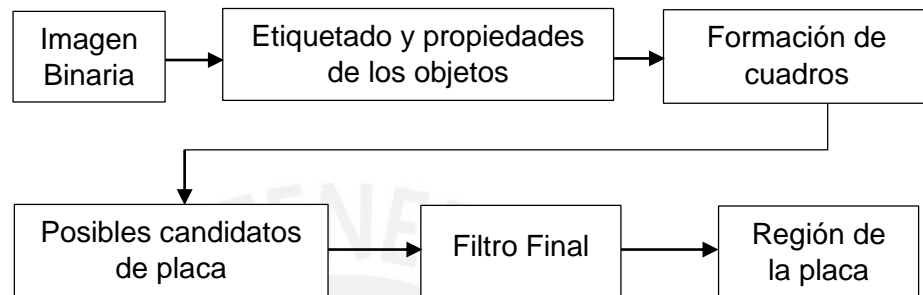 Imagen
Binaria
Etiquetado y propiedades
de los objetos
Formación de
cuadros
Posibles candidatos
de placa
Filtro Final
Región de
la placa